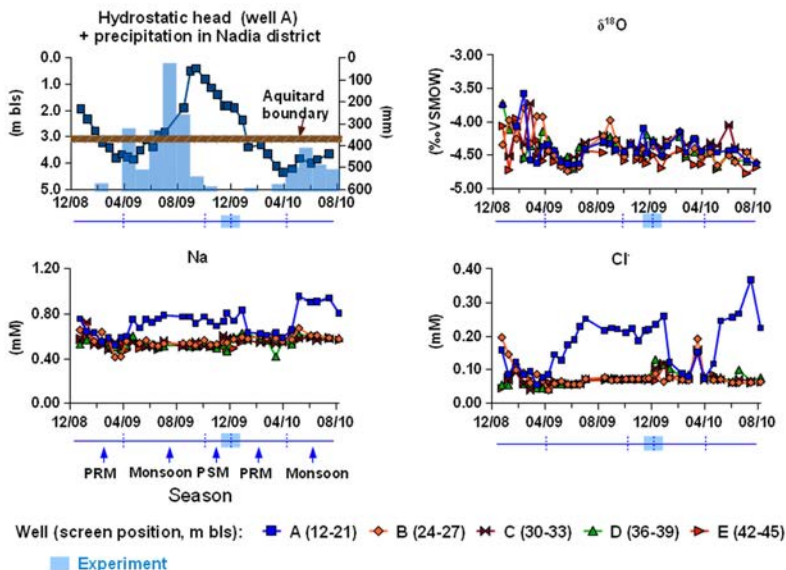 Hydrostatic head (well A)
+ precipitation in Nadia district
0.0
1.0
2.0
3.0
4.0
5.0
(m bls)
0
100
200
300
400
500
600
(mm)
Aquitard
boundary
12/08 04/09 08/09 12/09 04/10 08/10
δ¹⁸O
-3.00
-3.50
-4.00
-4.50
-5.00
(‰ V SMOW)
12/08 04/09 08/09 12/09 04/10 08/10
Na
1.20
0.80
0.40
0.00
(mM)
12/08 04/09 08/09 12/09 04/10 08/10
PRM Monsoon PSM PRM Monsoon
Season
Cl⁻
0.40
0.30
0.20
0.10
0.00
(mM)
12/08 04/09 08/09 12/09 04/10 08/10
Well (screen position, m bls): A (12-21) B (24-27) C (30-33) D (36-39) E (42-45)
Experiment